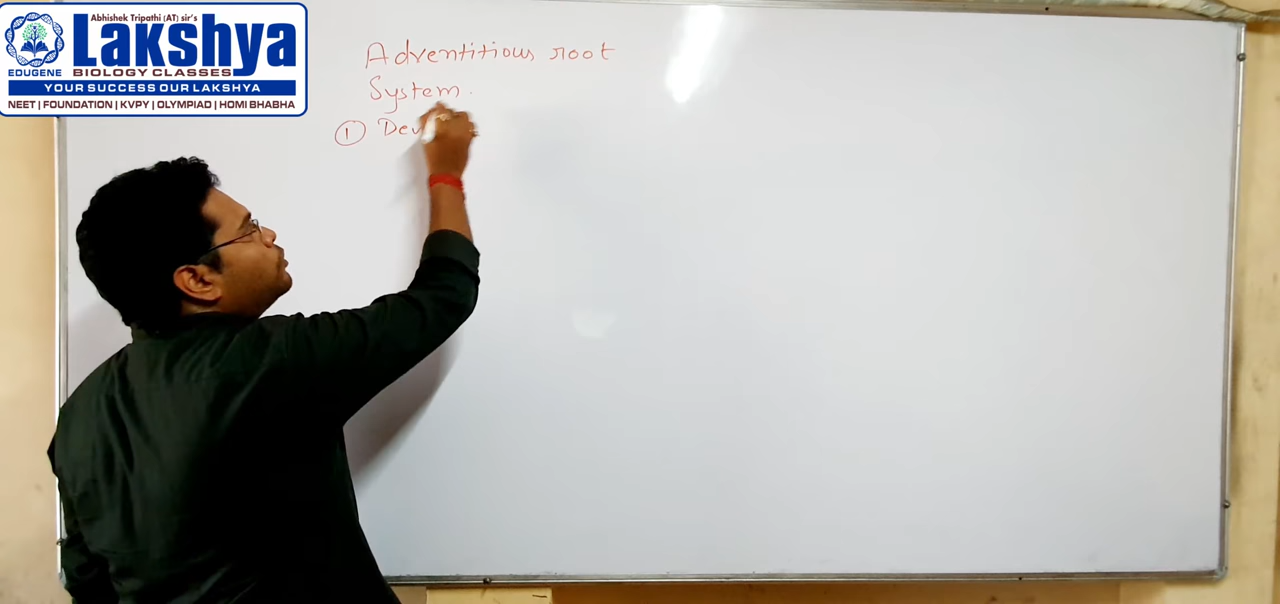 Abhishek Tripathi (AT) sir's
Lakshya
EDUGENE
BIOLOGY CLASSES
YOUR SUCCESS OUR LAKSHYA
NEET | FOUNDATION | KVPY | OLYMPIAD | HOMI BHABHA
Adventitious root
System.
① Dev